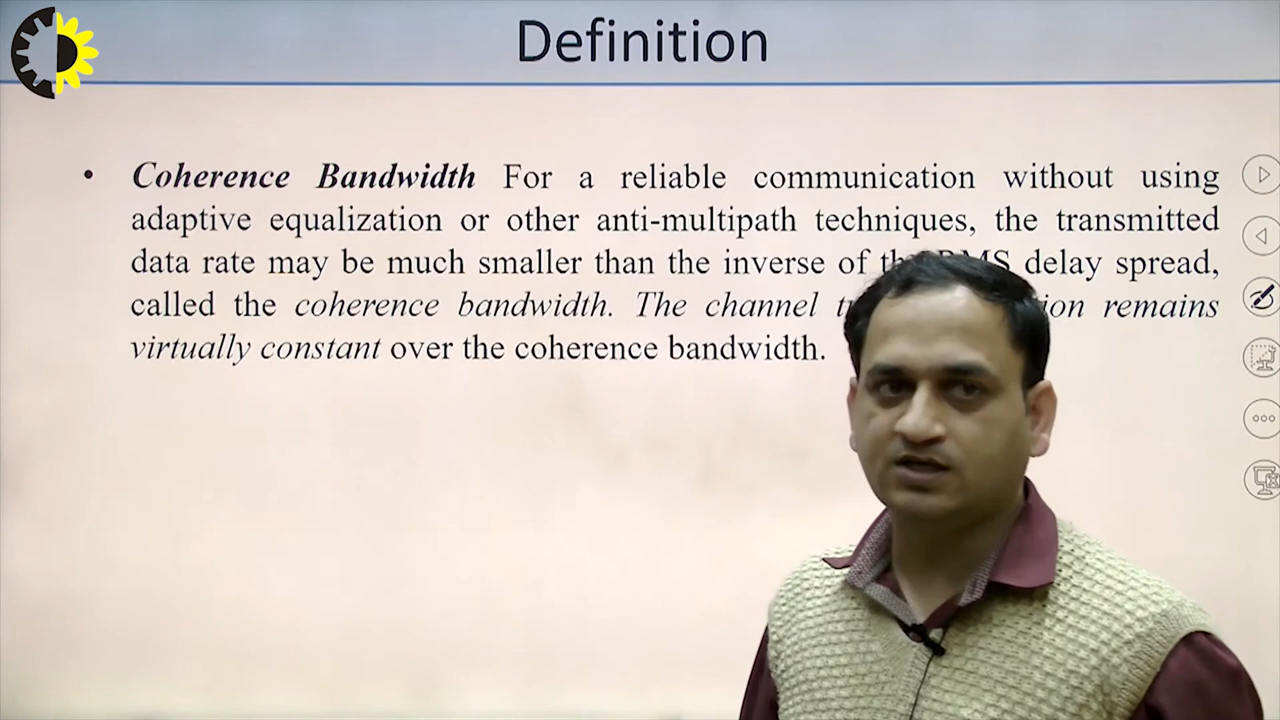 Definition
• Coherence Bandwidth For a reliable communication without using
adaptive equalization or other anti-multipath techniques, the transmitted
data rate may be much smaller than the inverse of the RMS delay spread,
called the coherence bandwidth. The channel remains
virtually constant over the coherence bandwidth.